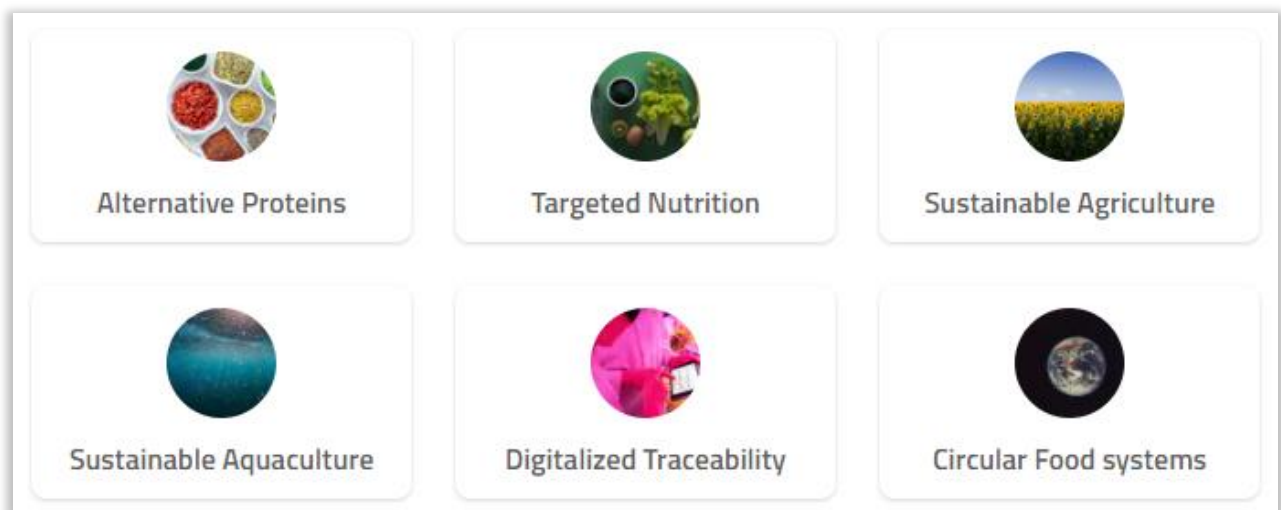 Alternative Proteins
Targeted Nutrition
Sustainable Agriculture
Sustainable Aquaculture
Digitalized Traceability
Circular Food systems